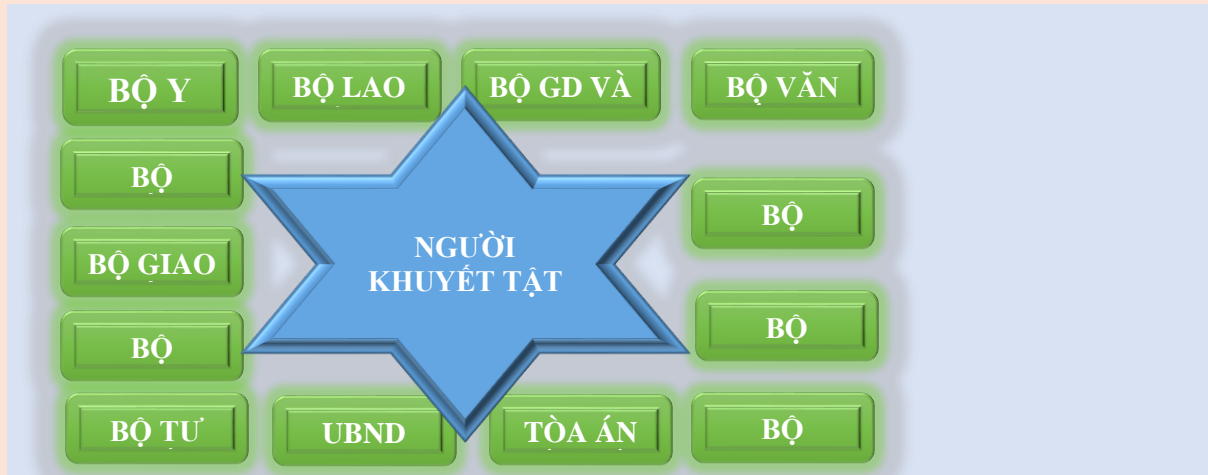 BỘ Y
BỘ LAO
BỘ GD VÀ
BỘ VĂN
BỘ
BỘ
BỘ GIAO
NGƯỜI
KHUYẾT TẬT
BỘ
BỘ
BỘ TƯ
UBND
TÒA ÁN
BỘ